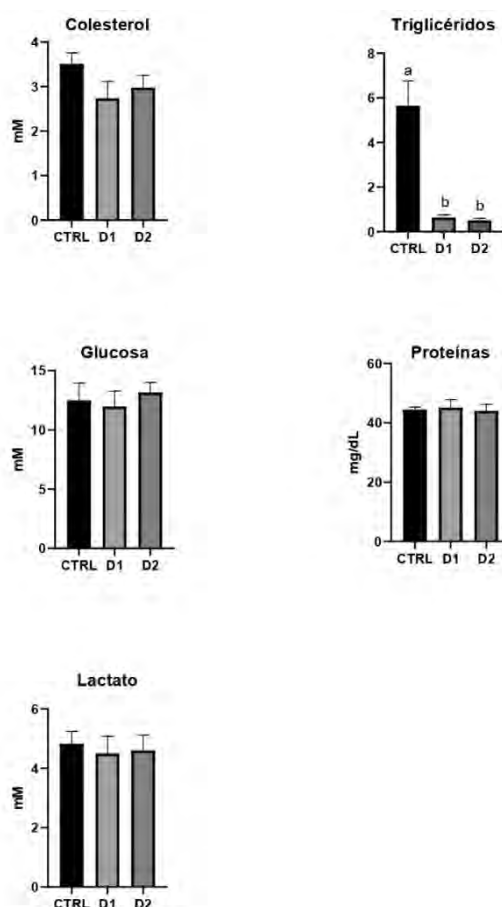 Colesterol
4
3
2
1
0
mM
CTRL D1 D2
Triglicéridos
8
6
4
2
0
a
b b
CTRL D1 D2
Glucosa
15
10
5
0
mM
CTRL D1 D2
Proteínas
60
40
20
0
mg/dL
CTRL D1 D2
Lactato
6
4
2
0
mM
CTRL D1 D2